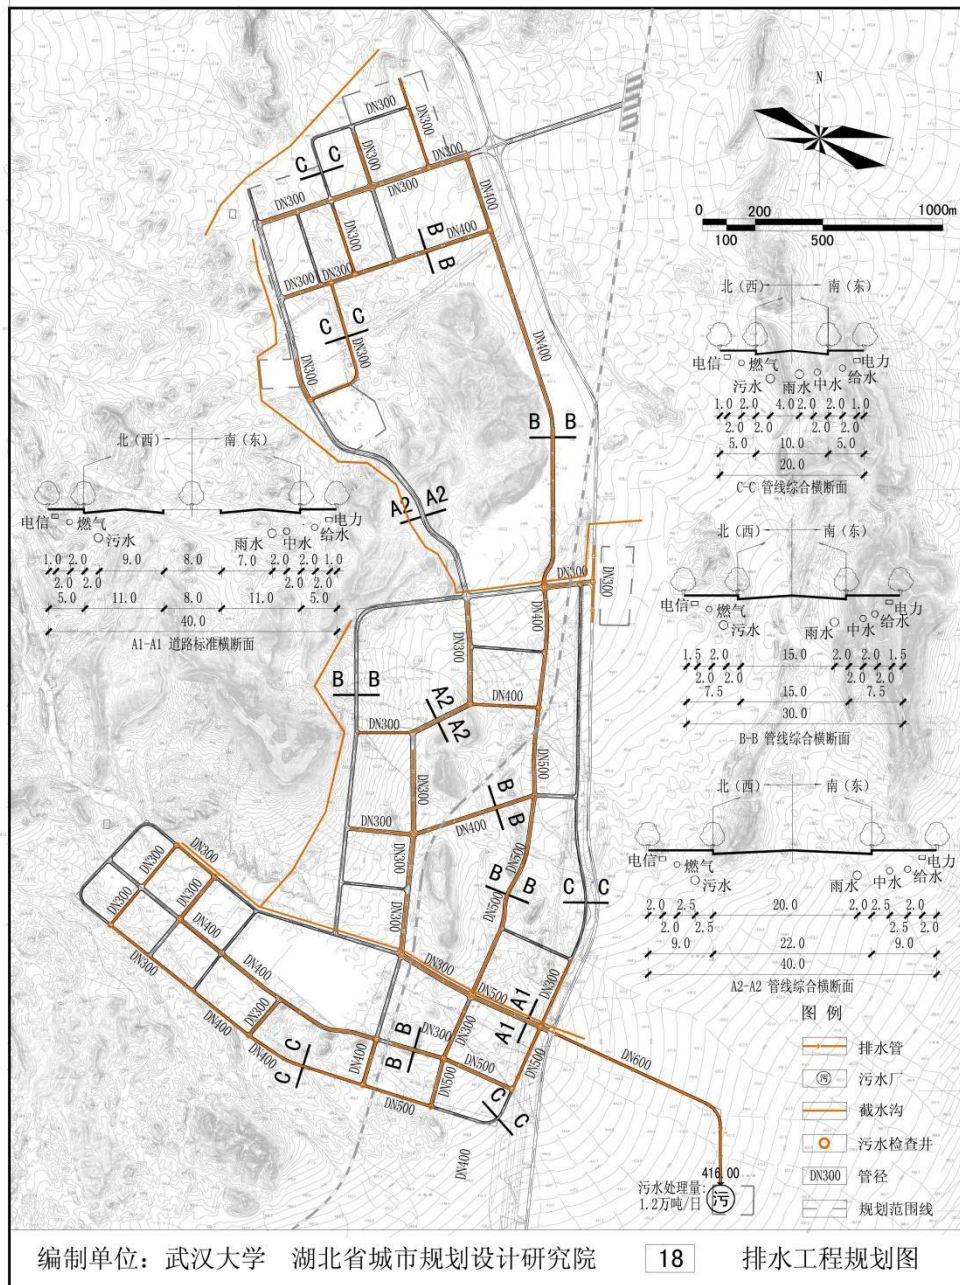 N
0 200 1000m
100 500
北（西） 南（东）
电信 燃气 电力
污水 雨水 中水 给水
1.0 2.0 4.0 2.0 2.0 1.0
2.0 2.0 2.0 2.0
5.0 10.0 5.0
20.0
C-C 管线综合横断面
北（西） 南（东）
电信 燃气 电力
污水 雨水 中水 给水
1.0 2.0 9.0 8.0 7.0 2.0 2.0 1.0
2.0 2.0 2.0 2.0
5.0 11.0 8.0 11.0 5.0
40.0
A1-A1 道路标准横断面
北（西） 南（东）
电信 燃气 电力
污水 雨水 中水 给水
1.5 2.0 15.0 2.0 2.0 1.5
2.0 2.0 2.0 2.0
7.5 15.0 7.5
30.0
B-B 管线综合横断面
北（西） 南（东）
电信 燃气 电力
污水 雨水 中水 给水
2.0 2.5 20.0 2.0 2.5 2.0
2.0 2.5 2.5 2.0
9.0 22.0 9.0
40.0
A2-A2 管线综合横断面
DN300
DN300
DN300
DN300
DN300
DN300
DN300
DN300
DN300
DN300
DN300
DN300
DN400
DN400
DN400
C C
B B
C C
B B
A2 A2
DN300
DN300
DN400
DN300
DN400
B B
A2 A2
DN300
DN300
DN500
B B
DN400
DN300
DN300
DN500
B B
C C
DN500
DN300
DN300
DN500
DN300
A1 A1
DN300
DN300
DN300
DN300
DN400
DN400
DN300
DN300
DN400
DN400
DN400
DN500
C C
B B
DN300
DN300
DN500
DN500
DN500
C C
DN400
DN600
416.00
污水处理量:
1.2万吨/日
污
图 例
排水管
污 污水厂
截水沟
污水检查井
DN300 管径
规划范围线
编制单位：武汉大学 湖北省城市规划设计研究院 18 排水工程规划图